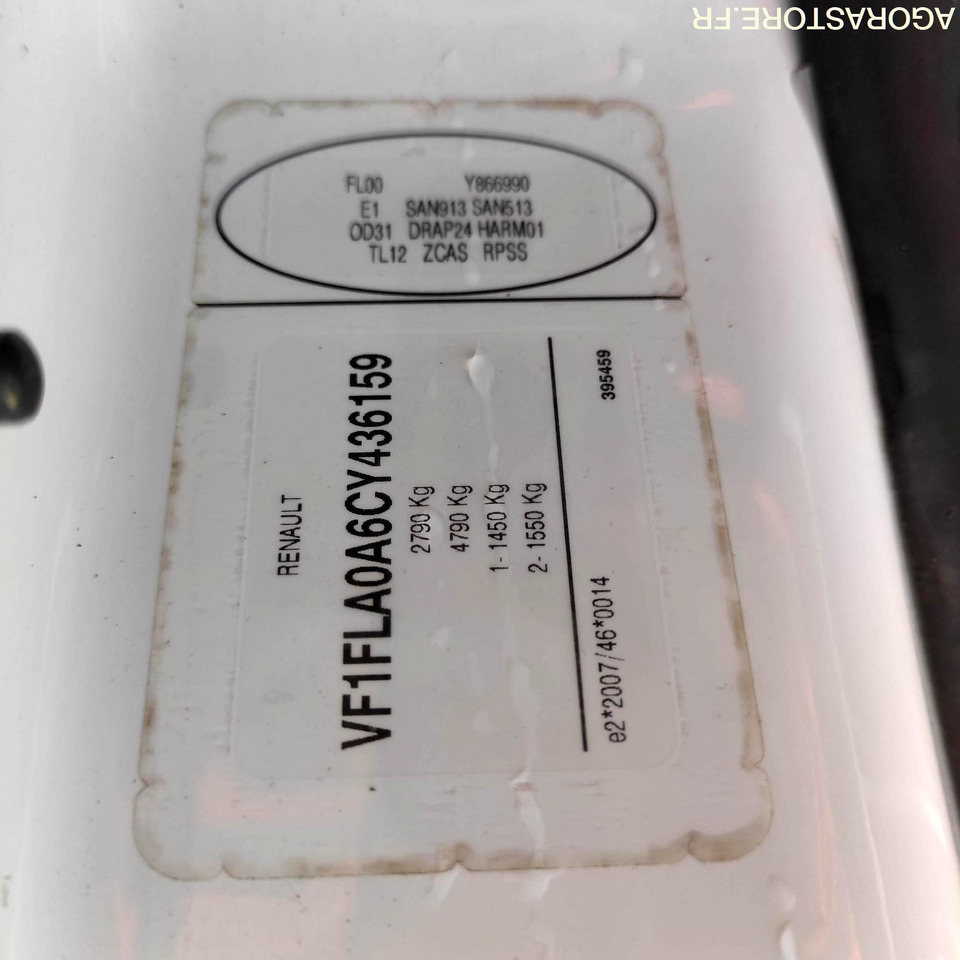 AGORASTORE.FR
FL00 Y866990
E1 SAN913 SAN513
OD31 DRAP24 HARM01
TL12 ZCAS RPSS
RENAULT
VF1FLA0A6CY436159
2790 Kg
4790 Kg
1- 1450 Kg
2- 1550 Kg
e2*2007/46*0014
395459